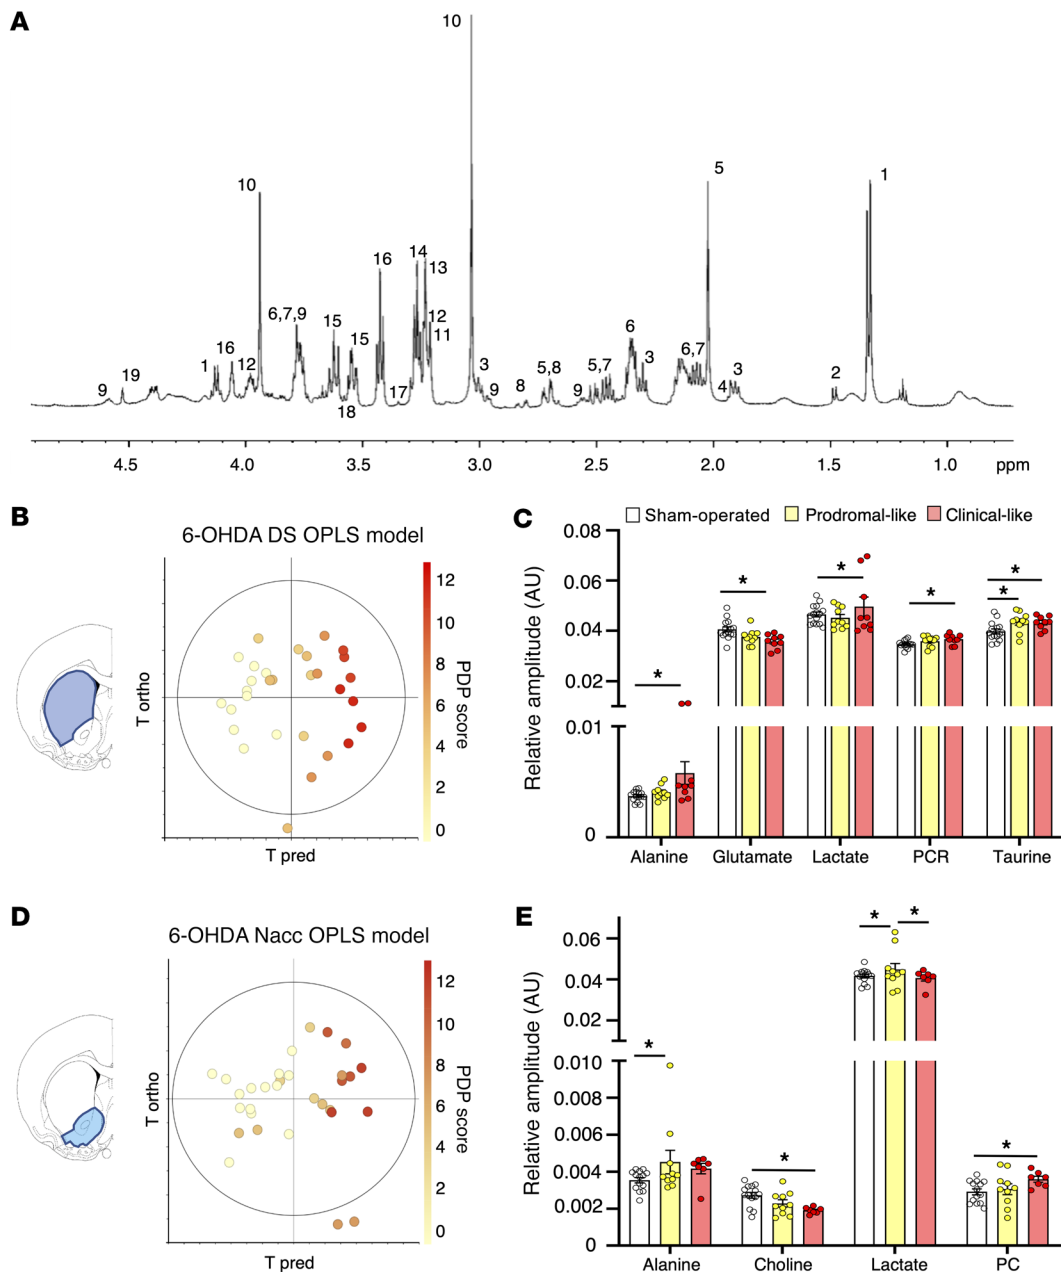 A
10
5
1
10
16
14
13
12
11
15
15
6,7,9
16
1
12
19
9
18
17
3
9
8
5,8
9
5,7
6
3
6,7
4
3
2
4.5 4.0 3.5 3.0 2.5 2.0 1.5 1.0 ppm
B
6-OHDA DS OPLS model
T ortho
T pred
12
10
8
6
4
2
0
PDP score
C
Sham-operated Prodromal-like Clinical-like
Relative amplitude (AU)
0.08
0.06
0.04
0.02
0.01
0
* * * * * *
Alanine Glutamate Lactate PCR Taurine
D
6-OHDA Nacc OPLS model
T ortho
T pred
12
10
8
6
4
2
0
PDP score
E
Relative amplitude (AU)
0.06
0.04
0.02
0.010
0.008
0.006
0.004
0.002
0
* * * * *
Alanine Choline Lactate PC